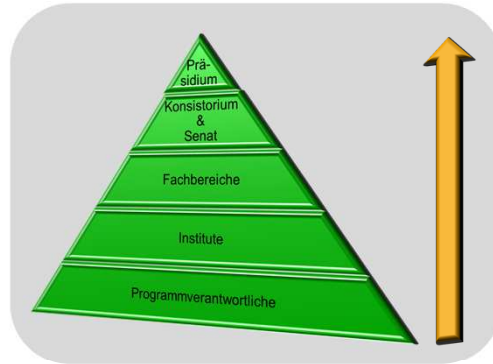 Prä-
sidium
Konsistorium
&
Senat
Fachbereiche
Institute
Programmverantwortliche